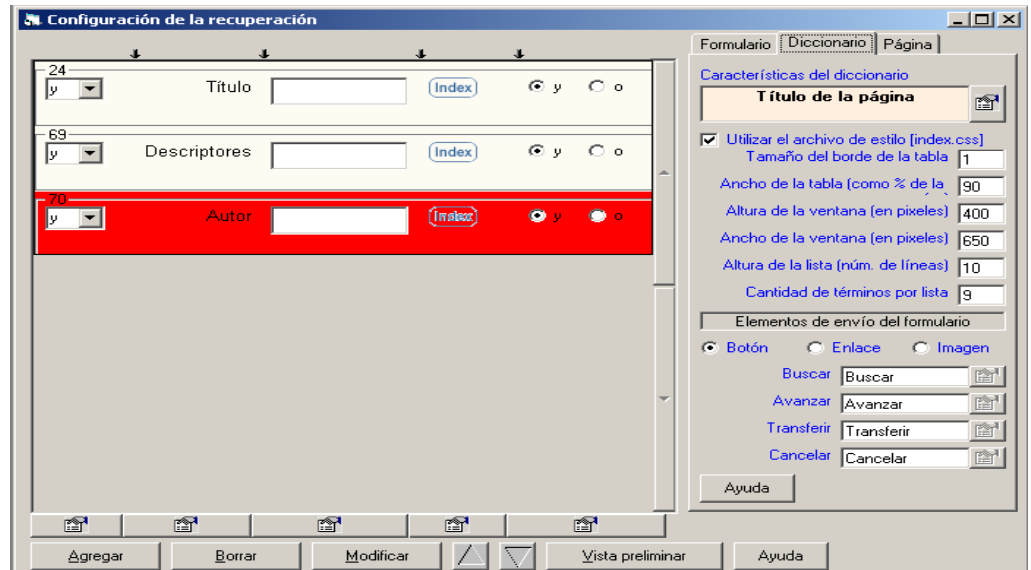 Configuración de la recuperación
24
y Título Index y o
69
y Descriptores Index y o
70
y Autor Index y o
Agregar Borrar Modificar Vista preliminar Ayuda
Formulario Diccionario Página
Características del diccionario
Título de la página
Utilizar el archivo de estilo [index.css]
Tamaño del borde de la tabla 1
Ancho de la tabla (como % de la 90
Altura de la ventana (en pixeles) 400
Ancho de la ventana (en pixeles) 650
Altura de la lista (núm. de líneas) 10
Cantidad de términos por lista 9
Elementos de envío del formulario
Botón Enlace Imagen
Buscar Buscar
Avanzar Avanzar
Transferir Transferir
Cancelar Cancelar
Ayuda